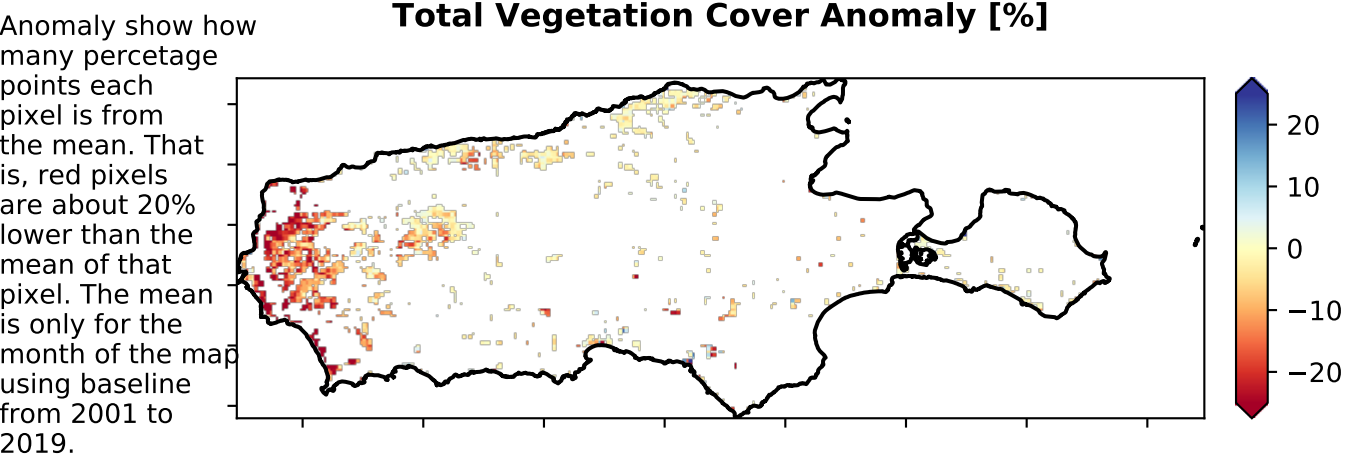 Total Vegetation Cover Anomaly [%]
Anomaly show how
many percetage
points each
pixel is from
the mean. That
is, red pixels
are about 20%
lower than the
mean of that
pixel. The mean
is only for the
month of the map
using baseline
from 2001 to
2019.
20
10
0
−10
−20